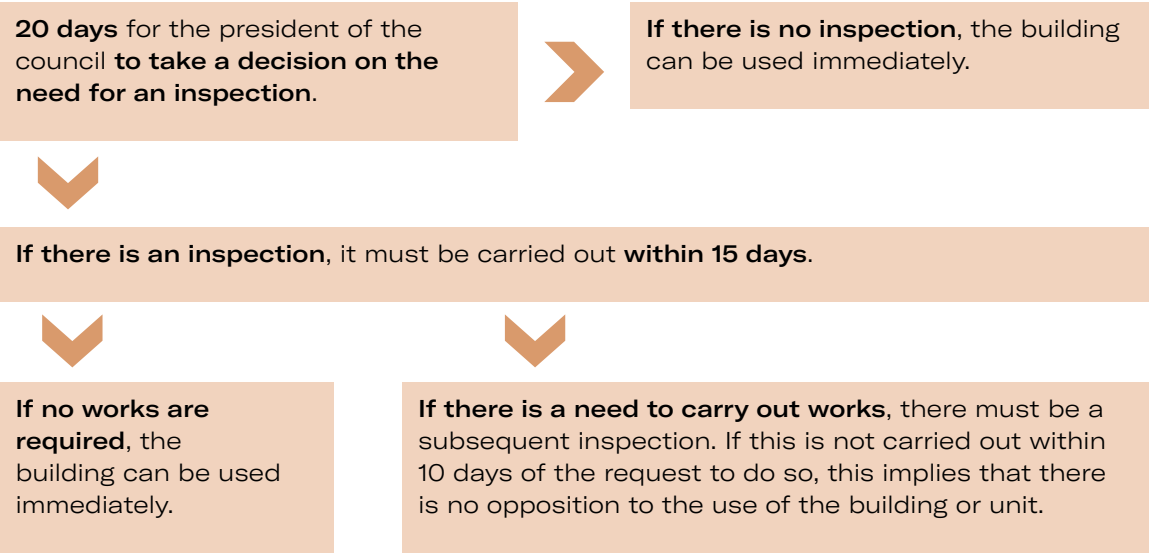 20 days for the president of the
council to take a decision on the
need for an inspection.
If there is no inspection, the building
can be used immediately.
If there is an inspection, it must be carried out within 15 days.
If no works are
required, the
building can be used
immediately.
If there is a need to carry out works, there must be a
subsequent inspection. If this is not carried out within
10 days of the request to do so, this implies that there
is no opposition to the use of the building or unit.